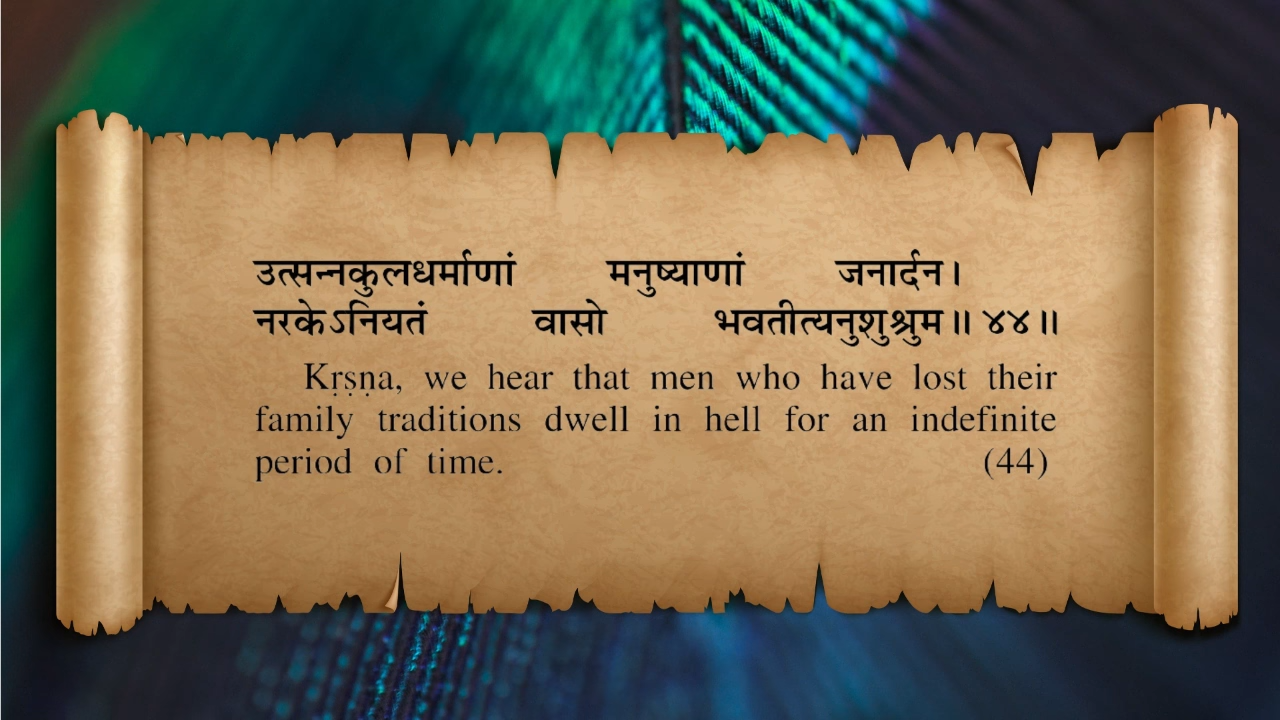 उत्सन्नकुलधर्माणां मनुष्याणां जनार्दन।
नरकेऽनियतं वासो भवतीत्यनुशुश्रुम॥ ४४॥
Kṛṣṇa, we hear that men who have lost their
family traditions dwell in hell for an indefinite
period of time. (44)